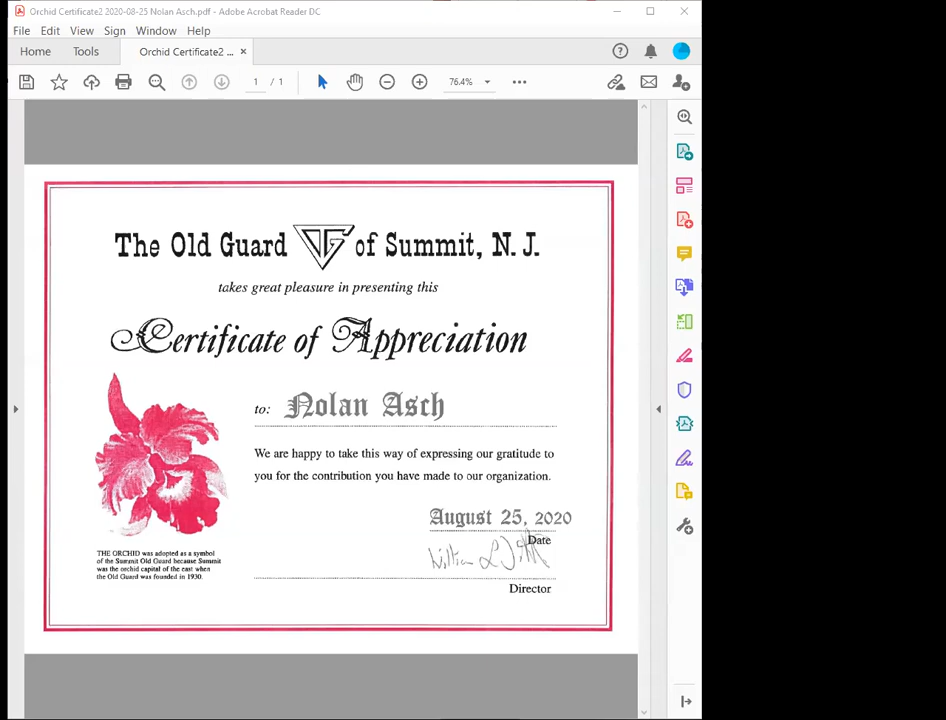 Orchid Certificate2 2020-08-25 Nolan Asch.pdf - Adobe Acrobat Reader DC
File Edit View Sign Window Help
Home Tools Orchid Certificate2 ... ×
1 / 1 76.4%
The Old Guard OG of Summit, N. J.
takes great pleasure in presenting this
Certificate of Appreciation
to: Nolan Asch
We are happy to take this way of expressing our gratitude to
you for the contribution you have made to our organization.
August 25, 2020
Date
William L
Director
THE ORCHID was adopted as a symbol
of the Summit Old Guard because Summit
was the orchid capital of the east when
the Old Guard was founded in 1930.